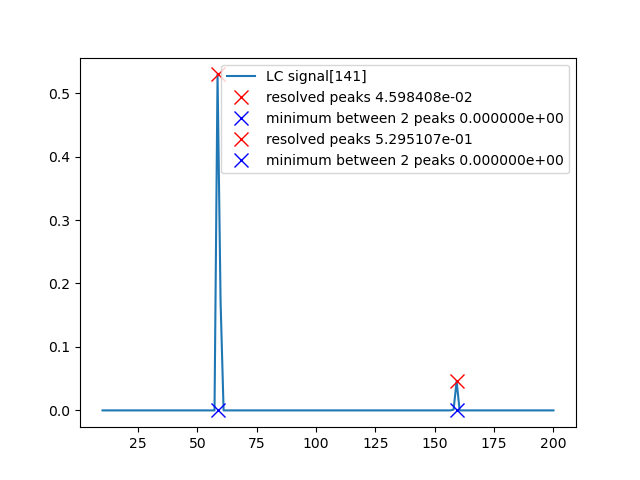 LC signal[141]
resolved peaks 4.598408e-02
minimum between 2 peaks 0.000000e+00
resolved peaks 5.295107e-01
minimum between 2 peaks 0.000000e+00
0.5
0.4
0.3
0.2
0.1
0.0
25 50 75 100 125 150 175 200